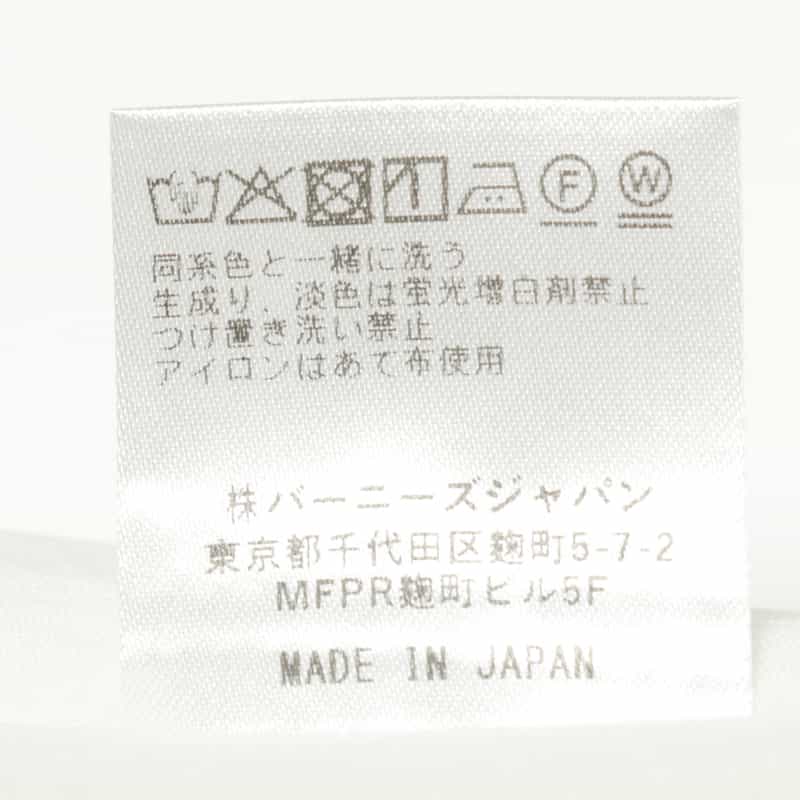 F W
同系色と一緒に洗う
生成り、淡色は蛍光増白剤禁止
つけ置き洗い禁止
アイロンはあて布使用
㈱バーニーズジャパン
東京都千代田区麹町5-7-2
MFPR麹町ビル5F
MADE IN JAPAN